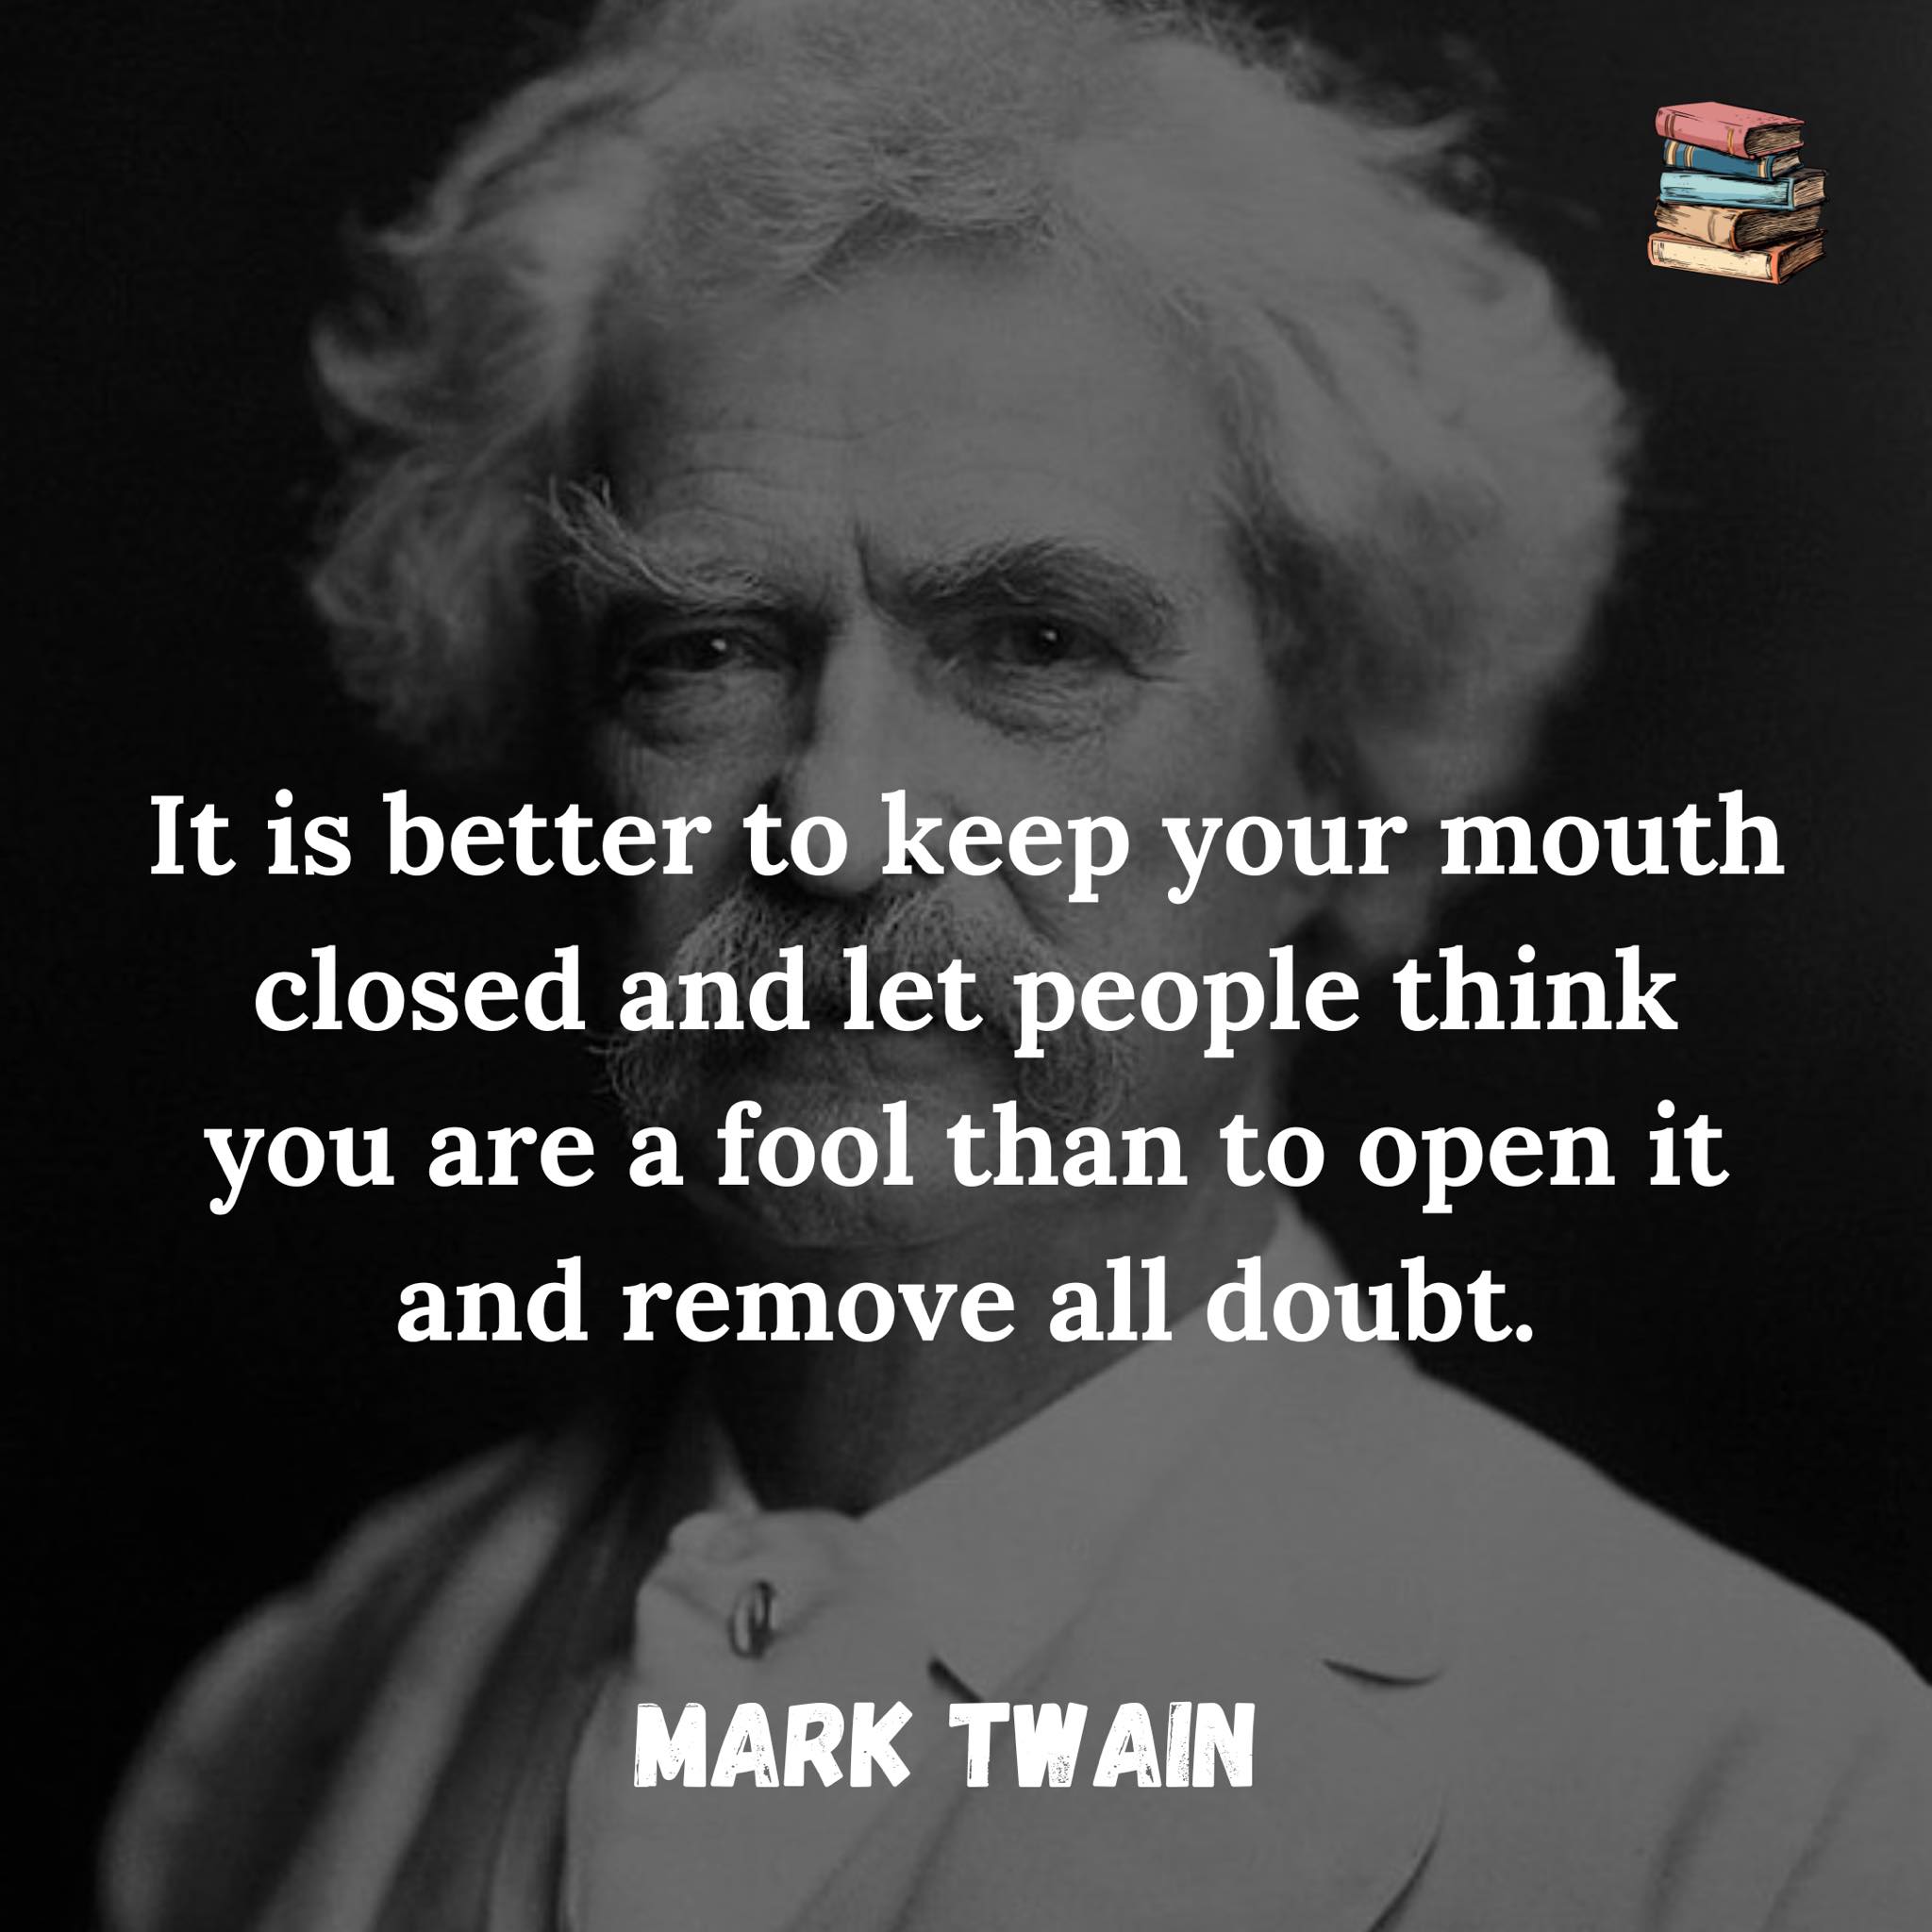 It is better to keep your mouth
closed and let people think
you are a fool than to open it
and remove all doubt.
MARK TWAIN